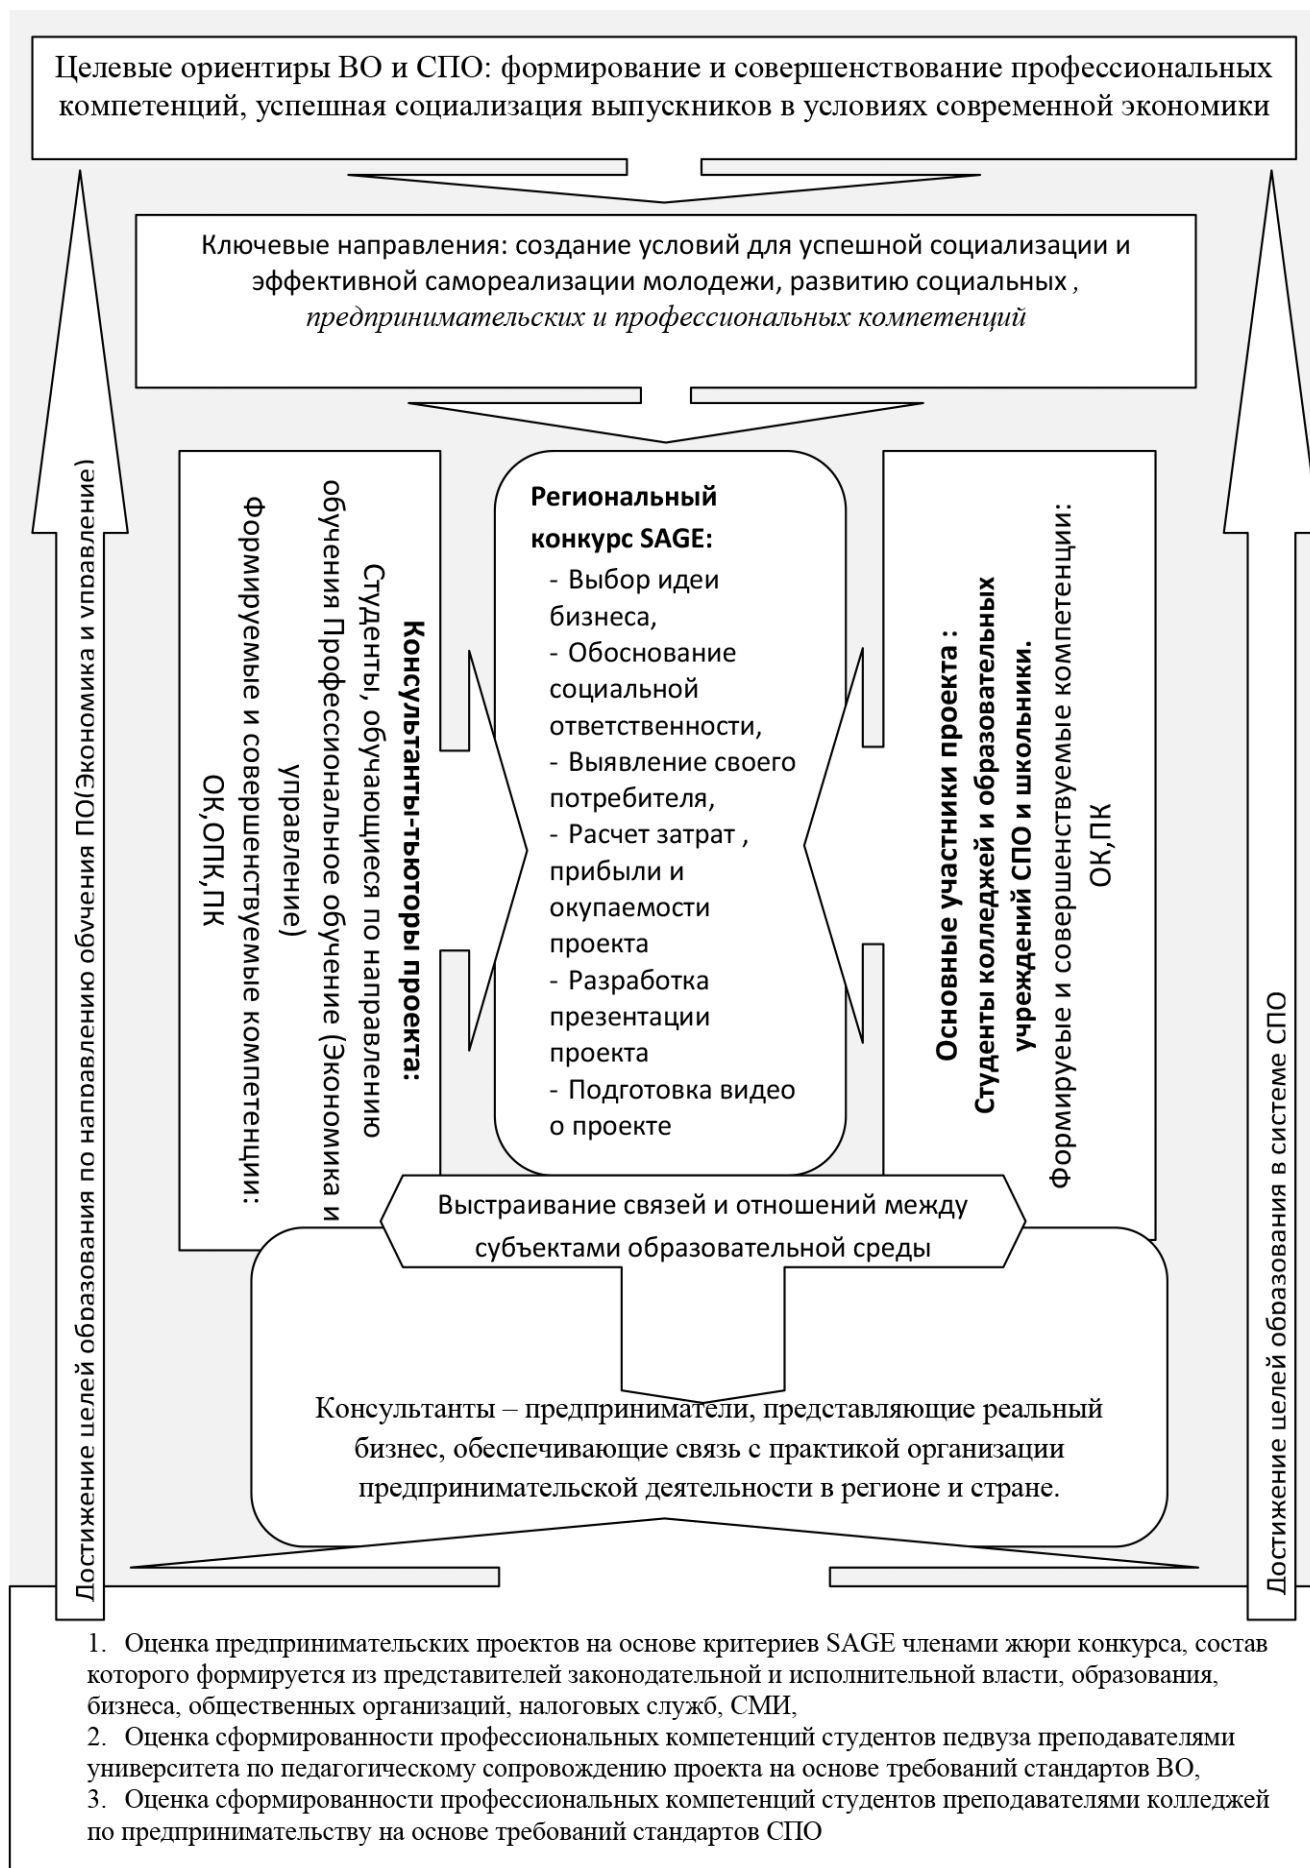 Целевые ориентиры ВО и СПО: формирование и совершенствование профессиональных
компетенций, успешная социализация выпускников в условиях современной экономики
Ключевые направления: создание условий для успешной социализации и
эффективной самореализации молодежи, развитию социальных ,
предпринимательских и профессиональных компетенций
Достижение целей образования по направлению обучения ПО(Экономика и управление)
Консультанты-тьюторы проекта:
Студенты, обучающиеся по направлению
обучения Профессиональное обучение (Экономика и
управление)
Формируемые и совершенствуемые компетенции:
ОК,ОПК,ПК
Региональный
конкурс SAGE:
- Выбор идеи
бизнеса,
- Обоснование
социальной
ответственности,
- Выявление своего
потребителя,
- Расчет затрат ,
прибыли и
окупаемости
проекта
- Разработка
презентации
проекта
- Подготовка видео
о проекте
Основные участники проекта :
Студенты колледжей и образовательных
учреждений СПО и школьники.
Формируеые и совершенствуемые компетенции:
ОК,ПК
Достижение целей образования в системе СПО
Выстраивание связей и отношений между
субъектами образовательной среды
Консультанты – предприниматели, представляющие реальный
бизнес, обеспечивающие связь с практикой организации
предпринимательской деятельности в регионе и стране.
1. Оценка предпринимательских проектов на основе критериев SAGE членами жюри конкурса, состав
которого формируется из представителей законодательной и исполнительной власти, образования,
бизнеса, общественных организаций, налоговых служб, СМИ,
2. Оценка сформированности профессиональных компетенций студентов педвуза преподавателями
университета по педагогическому сопровождению проекта на основе требований стандартов ВО,
3. Оценка сформированности профессиональных компетенций студентов преподавателями колледжей
по предпринимательству на основе требований стандартов СПО